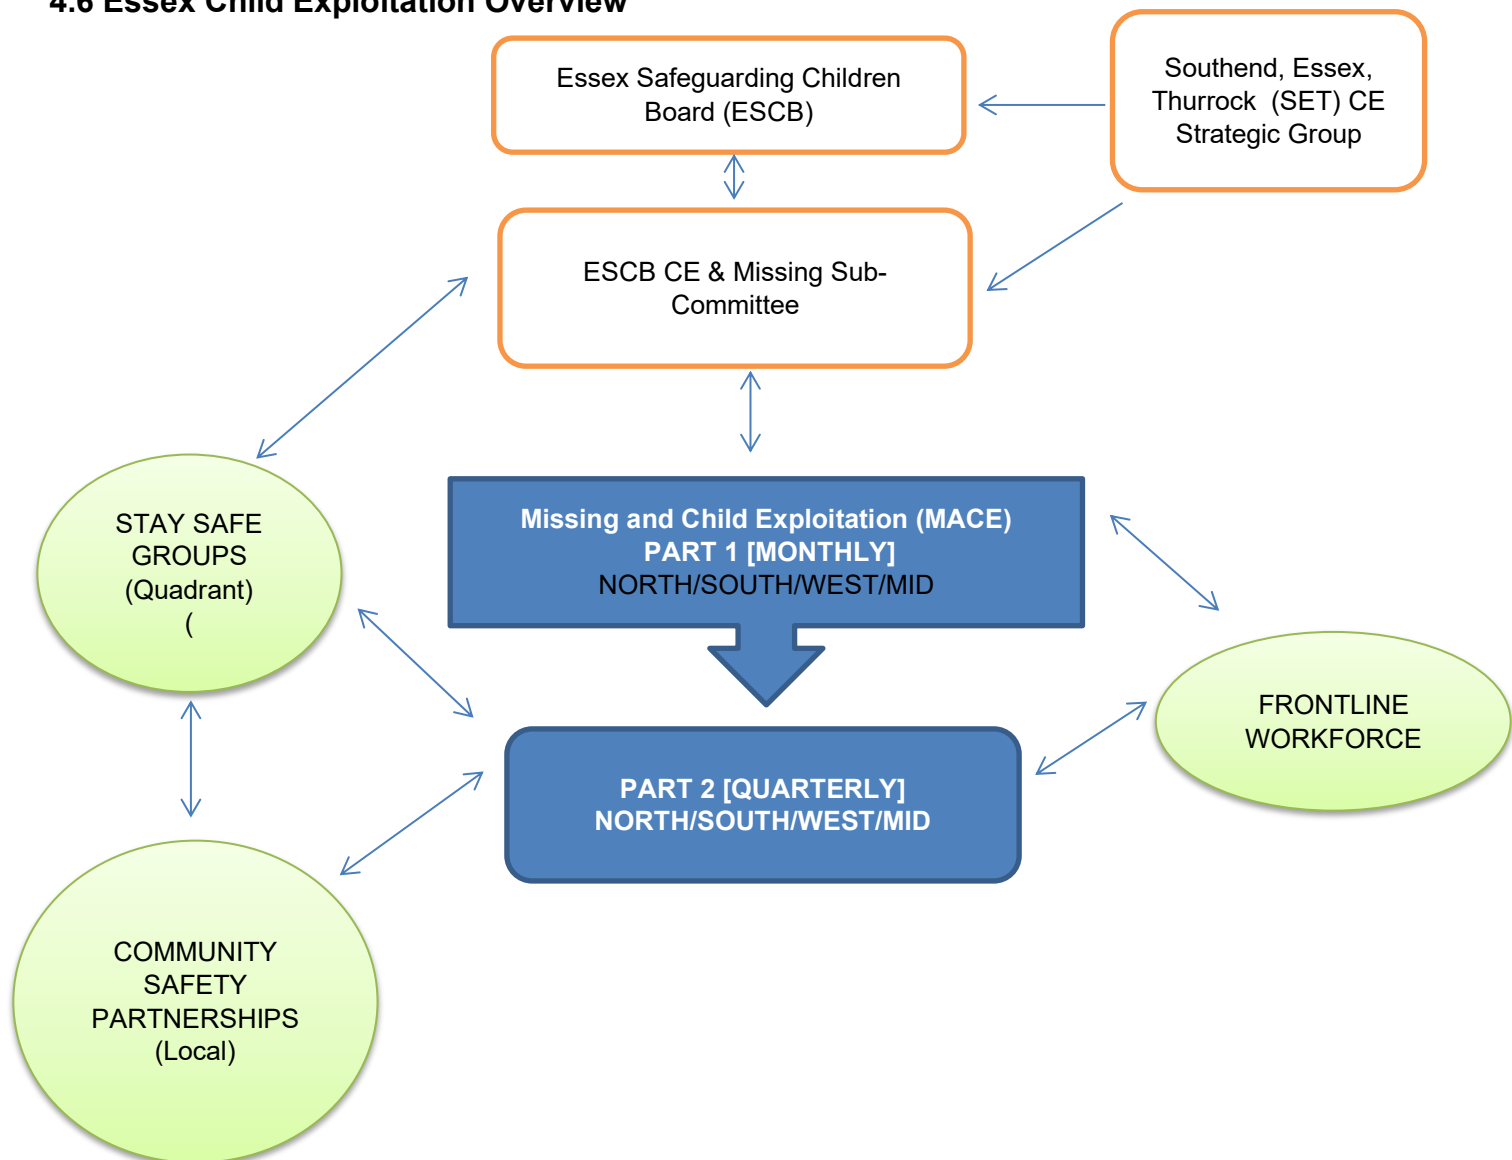 4.6 Essex Child Exploitation Overview
Essex Safeguarding Children
Board (ESCB)
Southend, Essex,
Thurrock  (SET) CE
Strategic Group
ESCB CE & Missing Sub-
Committee
STAY SAFE
GROUPS
(Quadrant)
(
Missing and Child Exploitation (MACE)
PART 1 [MONTHLY]
NORTH/SOUTH/WEST/MID
FRONTLINE
WORKFORCE
PART 2 [QUARTERLY]
NORTH/SOUTH/WEST/MID
COMMUNITY
SAFETY
PARTNERSHIPS
(Local)